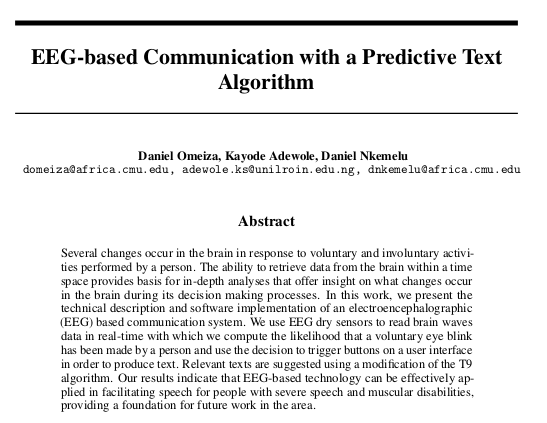 EEG-based Communication with a Predictive Text
Algorithm
Daniel Omeiza, Kayode Adewole, Daniel Nkemelu
domeiza@africa.cmu.edu, adewole.ks@unilroin.edu.ng, dnkemelu@africa.cmu.edu
Abstract
Several changes occur in the brain in response to voluntary and involuntary activi-
ties performed by a person. The ability to retrieve data from the brain within a time
space provides basis for in-depth analyses that offer insight on what changes occur
in the brain during its decision making processes. In this work, we present the
technical description and software implementation of an electroencephalographic
(EEG) based communication system. We use EEG dry sensors to read brain waves
data in real-time with which we compute the likelihood that a voluntary eye blink
has been made by a person and use the decision to trigger buttons on a user interface
in order to produce text. Relevant texts are suggested using a modification of the T9
algorithm. Our results indicate that EEG-based technology can be effectively ap-
plied in facilitating speech for people with severe speech and muscular disabilities,
providing a foundation for future work in the area.